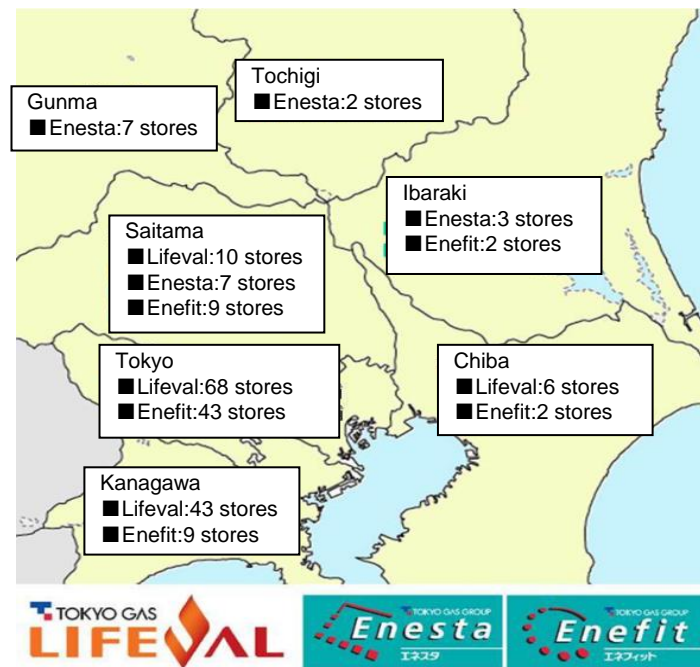 Tochigi
■Enesta:2 stores
Gunma
■Enesta:7 stores
Ibaraki
■Enesta:3 stores
■Enefit:2 stores
Saitama
■Lifeval:10 stores
■Enesta:7 stores
■Enefit:9 stores
Tokyo
■Lifeval:68 stores
■Enefit:43 stores
Chiba
■Lifeval:6 stores
■Enefit:2 stores
Kanagawa
■Lifeval:43 stores
■Enefit:9 stores
TOKYO GAS
LIFEVAL
TOKYO GAS GROUP
Enesta
エネスタ
TOKYO GAS GROUP
Enefit
エネフィット